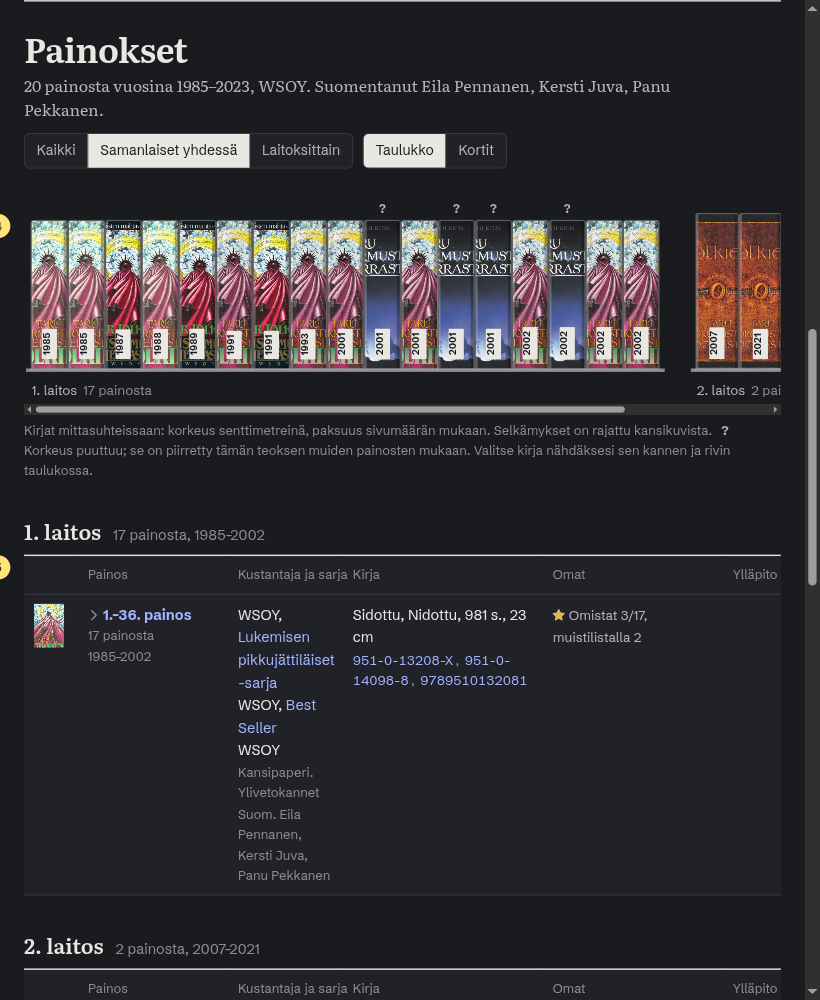 Painokset
20 painosta vuosina 1985–2023, WSOY. Suomentanut Eila Pennanen, Kersti Juva, Panu
Pekkanen.
Kaikki Samanlaiset yhdessä Laitoksittain Taulukko Kortit
? ? ? ?
1985 1985 1987 1988 1989 1991 1991 1993 2001 2001 2001 2001 2001 2002 2002 2002 2002 2007 2021
1. laitos 17 painosta 2. laitos 2 pai
Kirjat mittasuhteissaan: korkeus senttimetreinä, paksuus sivumäärän mukaan. Selkämykset on rajattu kansikuvista. ?
Korkeus puuttuu; se on piirretty tämän teoksen muiden painosten mukaan. Valitse kirja nähdäksesi sen kannen ja rivin
taulukossa.
1. laitos 17 painosta, 1985–2002
Painos Kustantaja ja sarja Kirja Omat Ylläpito
1.–36. painos
17 painosta
1985–2002
WSOY,
Lukemisen
pikkujättiläiset
-sarja
WSOY, Best
Seller
WSOY
Kansipaperi.
Ylivetokannet
Suom. Eila
Pennanen,
Kersti Juva,
Panu Pekkanen
Sidottu, Nidottu, 981 s., 23
cm
951-0-13208-X, 951-0-
14098-8, 9789510132081
Omistat 3/17,
muistilistalla 2
2. laitos 2 painosta, 2007–2021
Painos Kustantaja ja sarja Kirja Omat Ylläpito